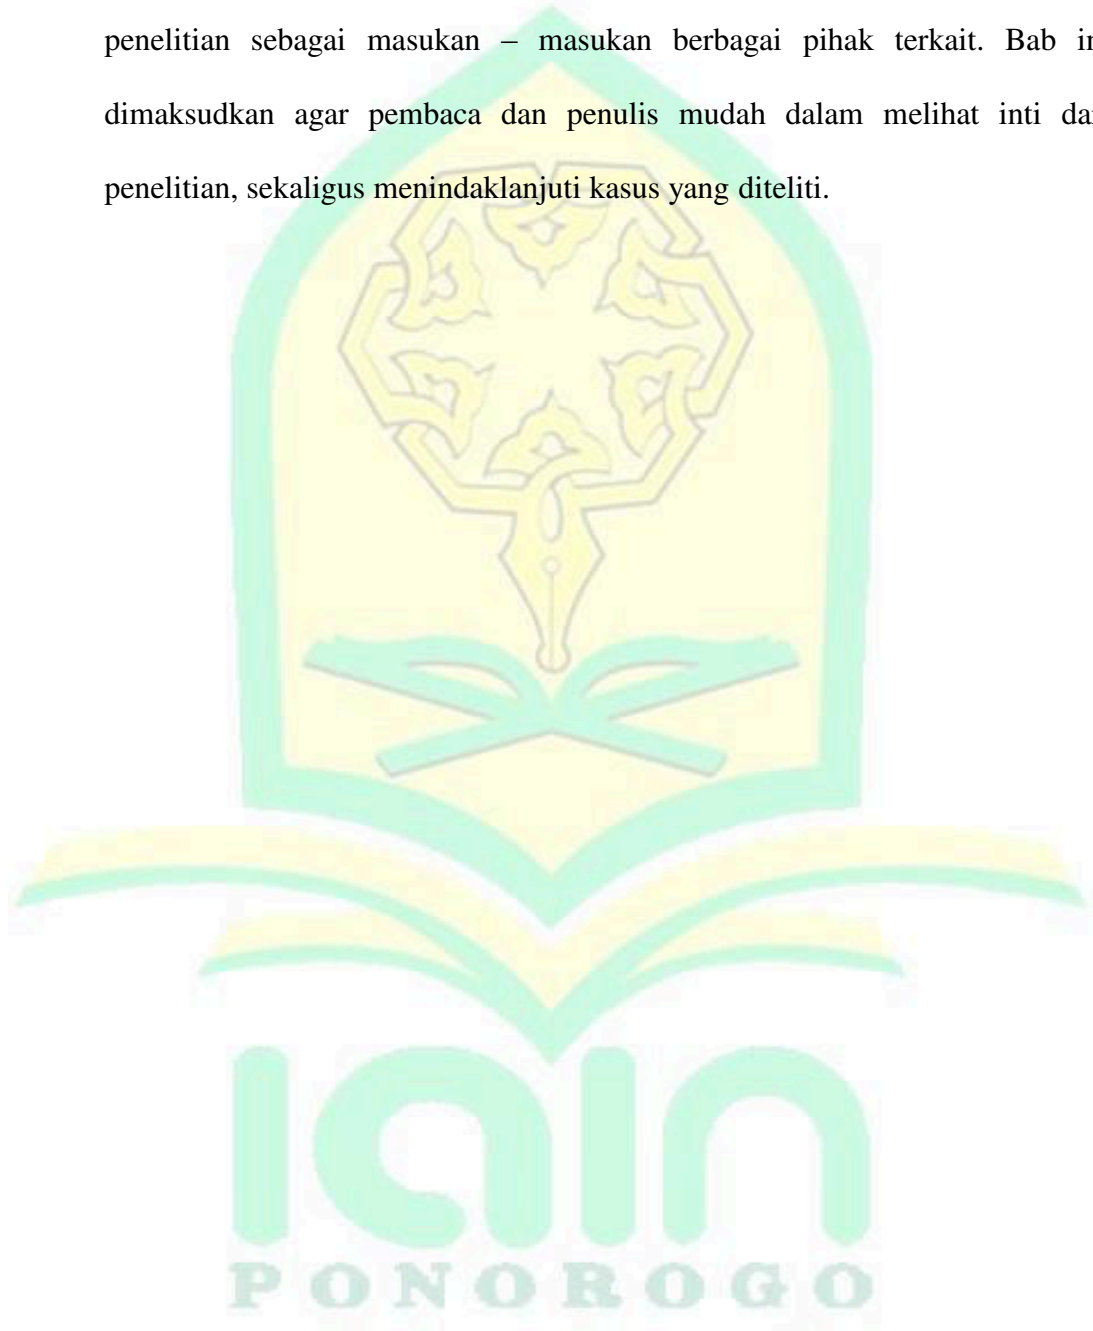 penelitian sebagai masukan – masukan berbagai pihak terkait. Bab in
dimaksudkan agar pembaca dan penulis mudah dalam melihat inti da
penelitian, sekaligus menindaklanjuti kasus yang diteliti.
iain
PONOROGO